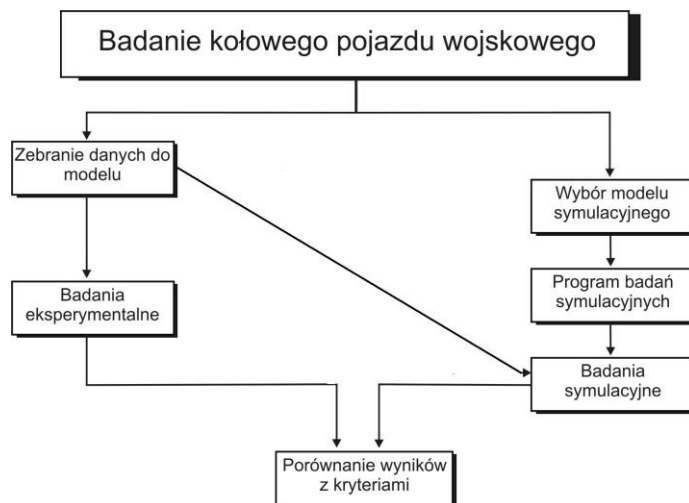 Badanie kołowego pojazdu wojskowego
Zebranie danych do
modelu
Wybór modelu
symulacyjnego
Badania
eksperymentalne
Program badań
symulacyjnych
Badania
symulacyjne
Porównanie wyników
z kryteriami